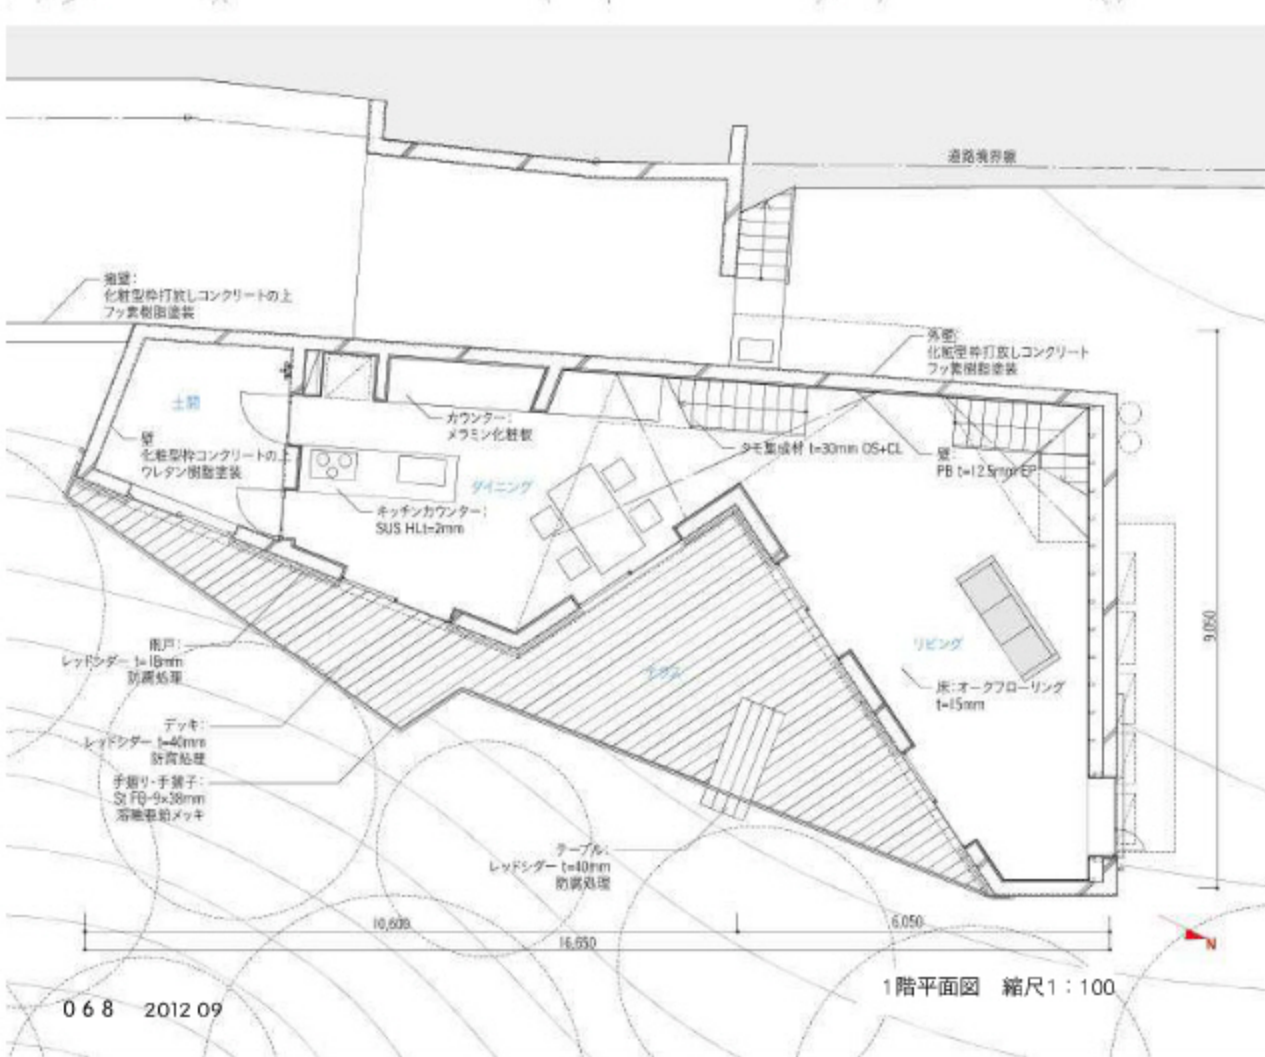 道路境界線
擁壁:
化粧型枠打放しコンクリートの上
フッ素樹脂塗装
外壁:
化粧型枠打放しコンクリート
フッ素樹脂塗装
土間
カウンター:
メラミン化粧板
壁
化粧型枠コンクリートの上
ウレタン樹脂塗装
タモ集成材 t=30mm OS+CL
壁:
PB t=12.5mm EP
ダイニング
キッチンカウンター:
SUS HLt=2mm
9,050
雨戸:
レッドシダー t=18mm
防腐処理
リビング
テラス
床:オークフローリング
t=15mm
デッキ:
レッドシダー t=40mm
防腐処理
手摺り・手摺子:
St FB-9×38mm
溶融亜鉛メッキ
テーブル:
レッドシダー t=40mm
防腐処理
10,600
6,050
16,650
N
1階平面図 縮尺1:100
068 2012 09